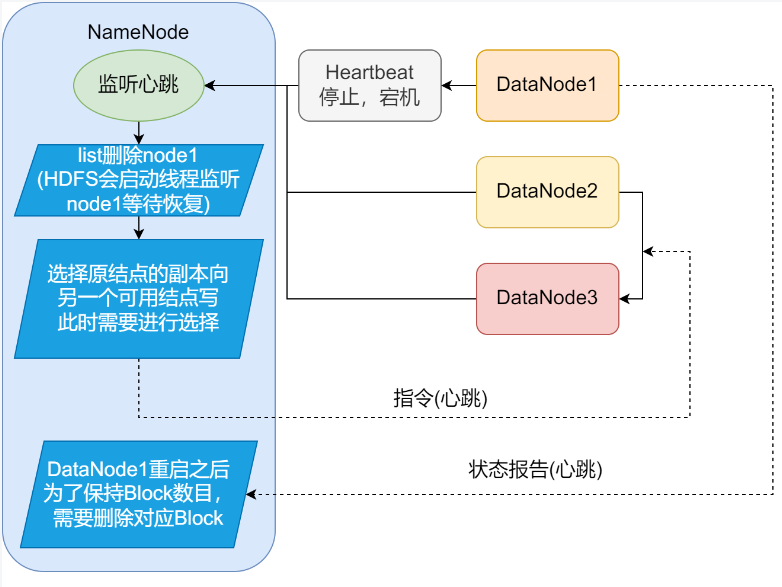 NameNode
监听心跳
list删除node1
(HDFS会启动线程监听
node1等待恢复)
选择原结点的副本向
另一个可用结点写
此时需要进行选择
DataNode1重启之后
为了保持Block数目，
需要删除对应Block
Heartbeat
停止，宕机
DataNode1
DataNode2
DataNode3
指令(心跳)
状态报告(心跳)